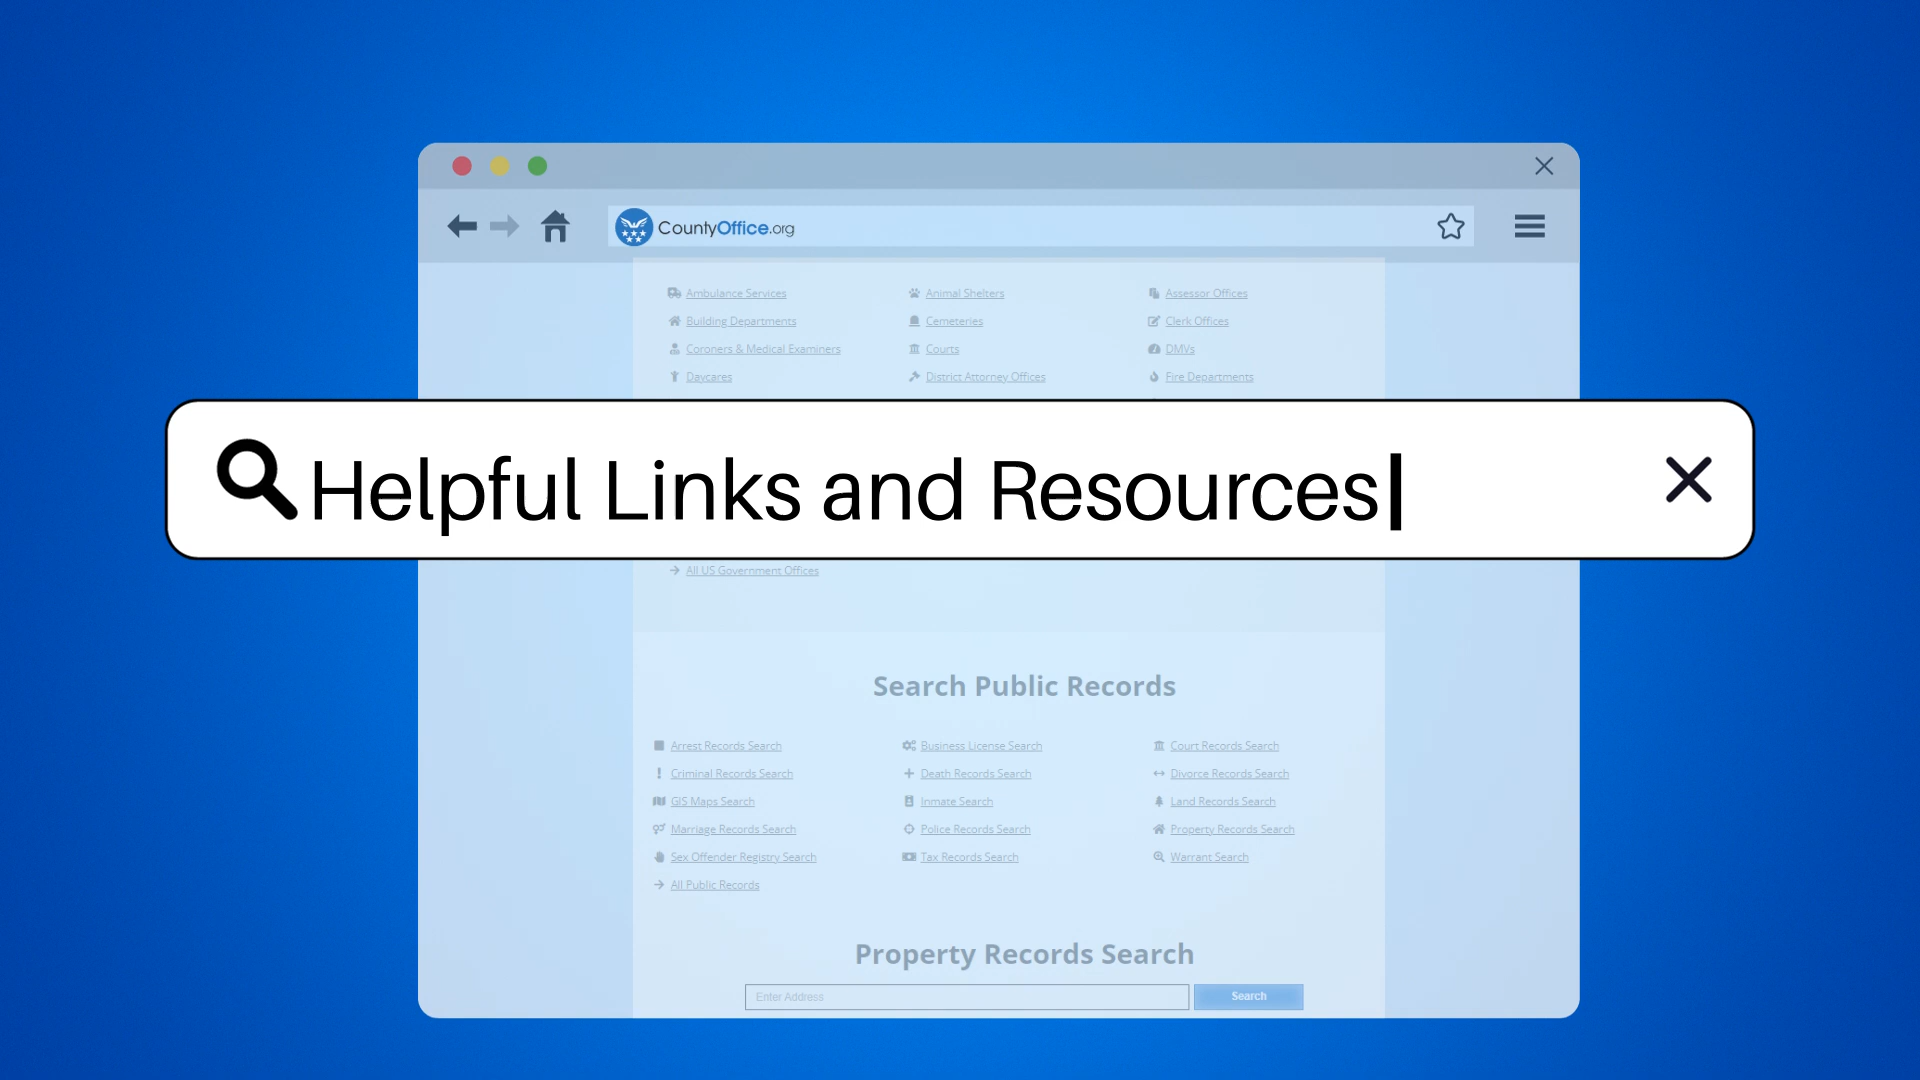 CountyOffice.org
Ambulance Services Animal Shelters Assessor Offices
Building Departments Cemeteries Clerk Offices
Coroners & Medical Examiners Courts DMVs
Daycares District Attorney Offices Fire Departments
Helpful Links and Resources
All US Government Offices
Search Public Records
Arrest Records Search Business License Search Court Records Search
Criminal Records Search Death Records Search Divorce Records Search
GIS Maps Search Inmate Search Land Records Search
Marriage Records Search Police Records Search Property Records Search
Sex Offender Registry Search Tax Records Search Warrant Search
All Public Records
Property Records Search
Enter Address Search